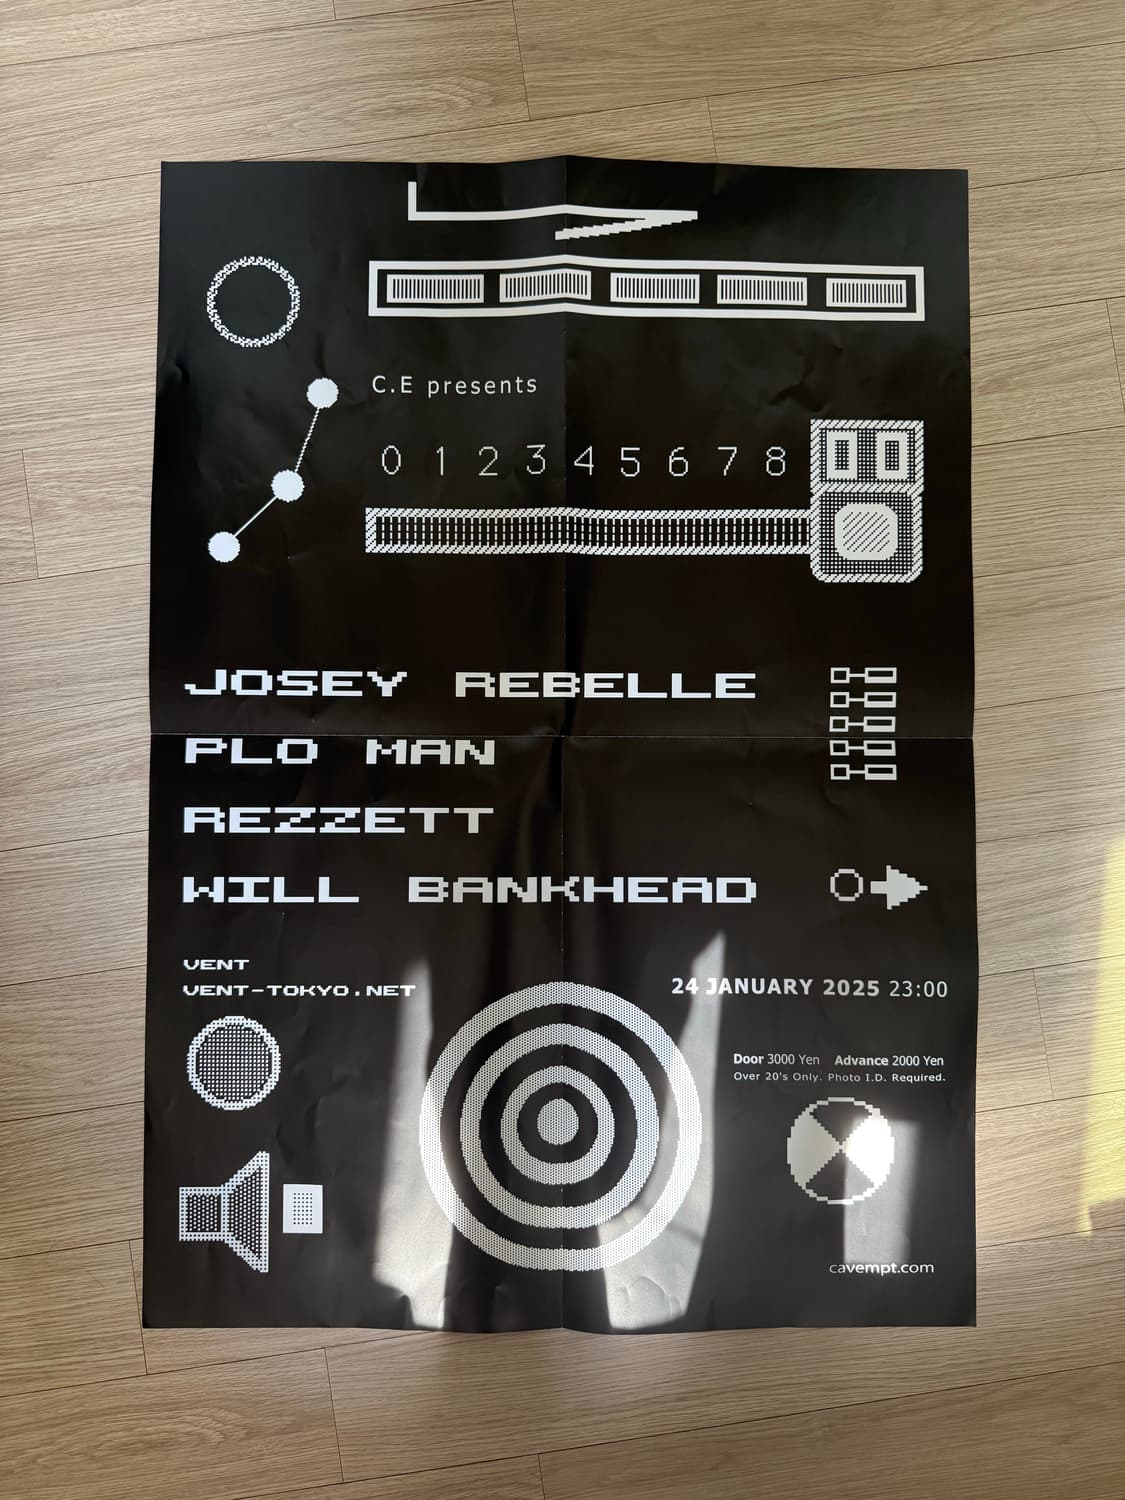 C.E presents
0 1 2 3 4 5 6 7 8
JOSEY REBELLE
PLO MAN
REZZETT
WILL BANKHEAD
VENT
VENT-TOKYO.NET
24 JANUARY 2025 23:00
Door 3000 Yen Advance 2000 Yen
Over 20's Only. Photo I.D. Required.
cavempt.com